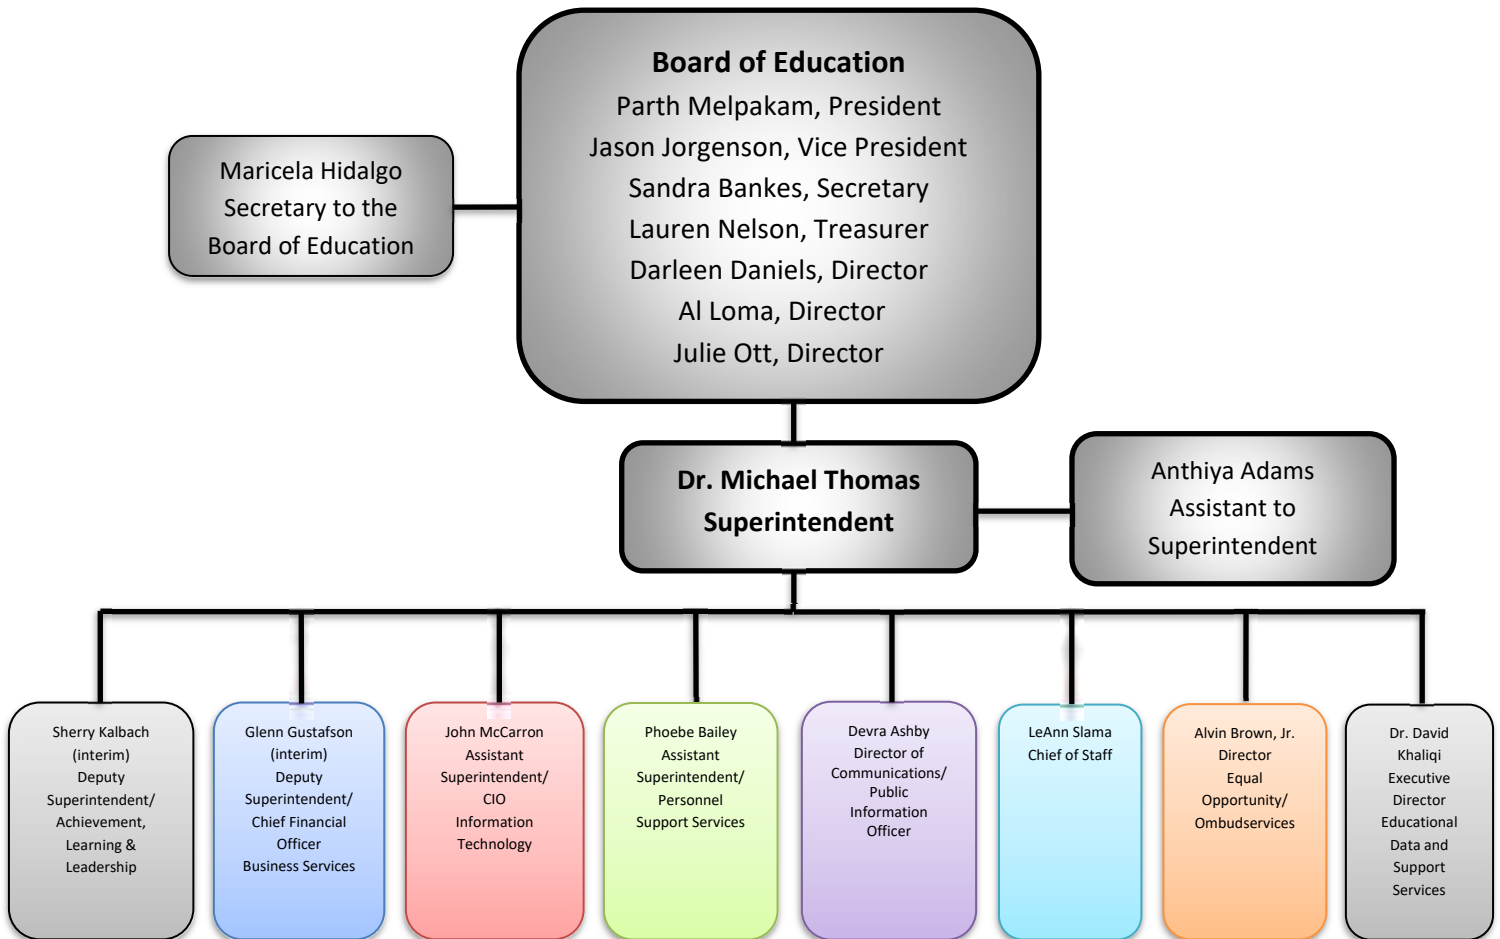 Board of Education
Parth Melpakam, President
Jason Jorgenson, Vice President
Sandra Bankes, Secretary
Lauren Nelson, Treasurer
Darleen Daniels, Director
Al Loma, Director
Julie Ott, Director
Maricela Hidalgo
Secretary to the
Board of Education
Dr. Michael Thomas
Superintendent
Anthiya Adams
Assistant to
Superintendent
Sherry Kalbach
(interim)
Deputy
Superintendent/
Achievement,
Learning &
Leadership
Glenn Gustafson
(interim)
Deputy
Superintendent/
Chief Financial
Officer
Business Services
John McCarron
Assistant
Superintendent/
CIO
Information
Technology
Phoebe Bailey
Assistant
Superintendent/
Personnel
Support Services
Devra Ashby
Director of
Communications/
Public
Information
Officer
LeAnn Slama
Chief of Staff
Alvin Brown, Jr.
Director
Equal
Opportunity/
Ombudservices
Dr. David
Khaliqi
Executive
Director
Educational
Data and
Support
Services